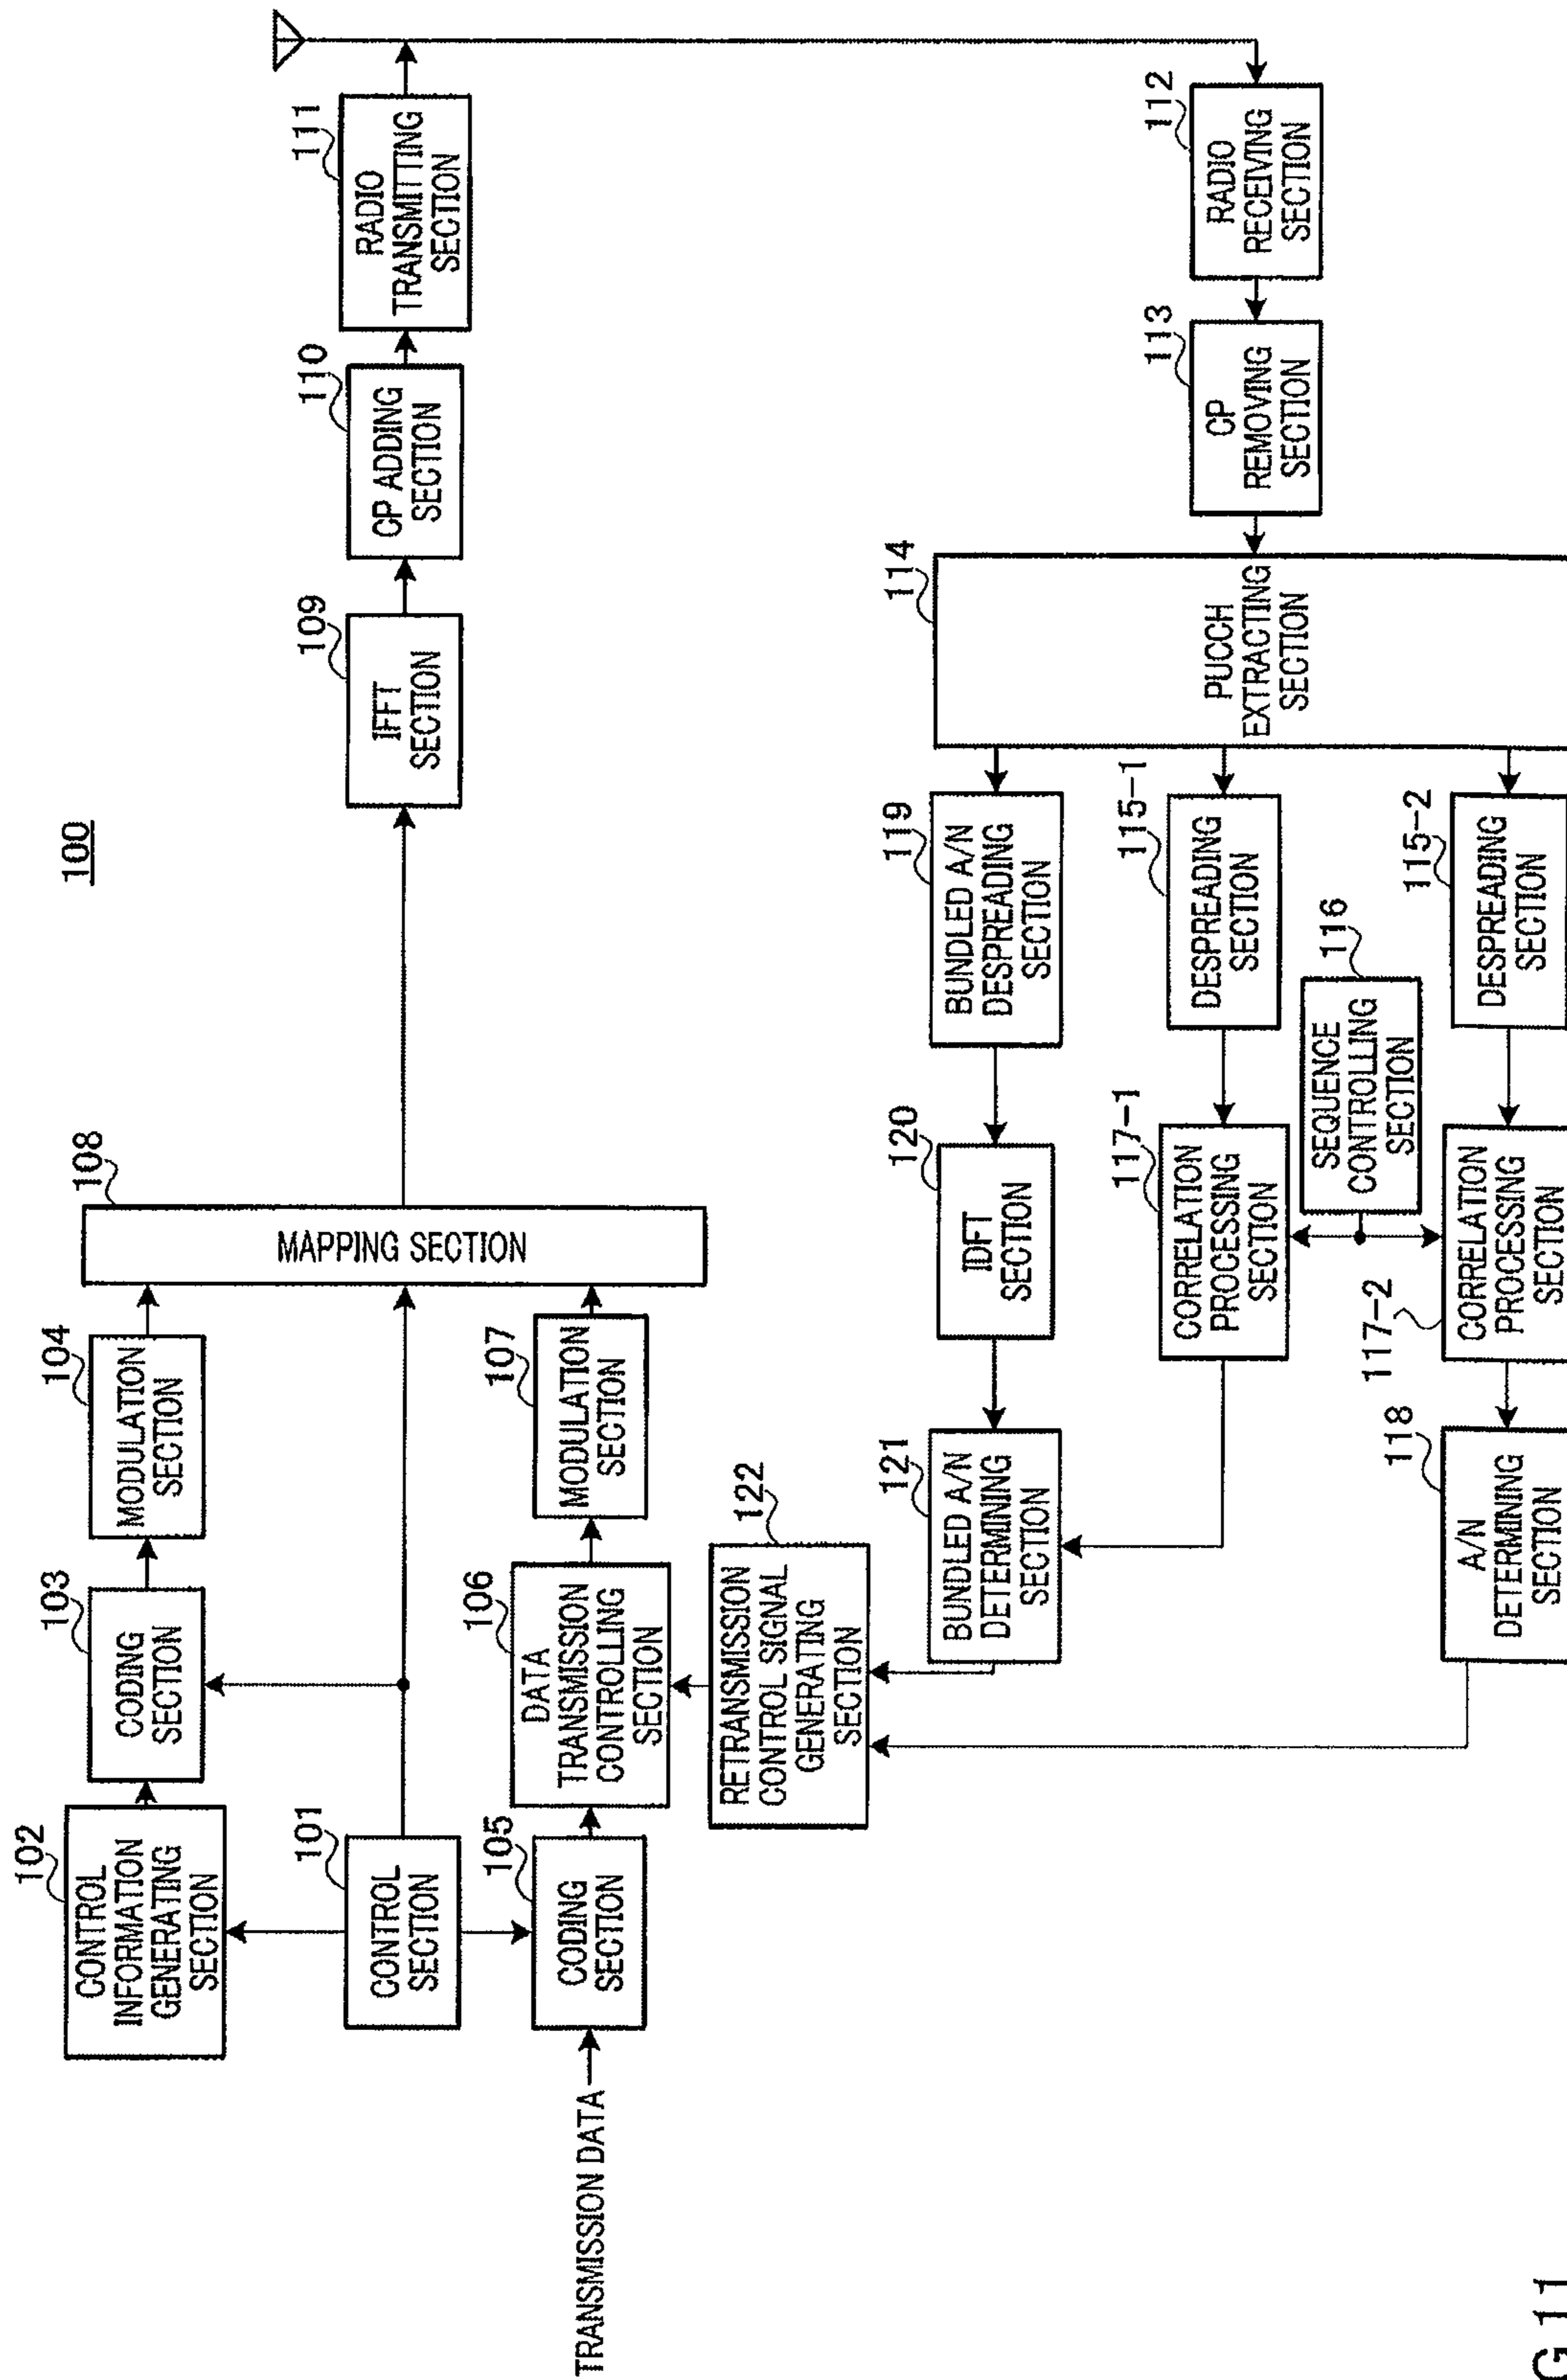 100
102
CONTROL
INFORMATION
GENERATING
SECTION
103
CODING
SECTION
104
MODULATION
SECTION
108
MAPPING SECTION
109
IFFT
SECTION
110
CP ADDING
SECTION
111
RADIO
TRANSMITTING
SECTION
101
CONTROL
SECTION
TRANSMISSION DATA
105
CODING
SECTION
106
DATA
TRANSMISSION
CONTROLLING
SECTION
107
MODULATION
SECTION
122
RETRANSMISSION
CONTROL SIGNAL
GENERATING
SECTION
121
BUNDLED A/N
DETERMINING
SECTION
120
IDFT
SECTION
119
BUNDLED A/N
DESPREADING
SECTION
114
PUCCH
EXTRACTING
SECTION
113
CP
REMOVING
SECTION
112
RADIO
RECEIVING
SECTION
117-1
CORRELATION
PROCESSING
SECTION
115-1
DESPREADING
SECTION
116
SEQUENCE
CONTROLLING
SECTION
118
A/N
DETERMINING
SECTION
117-2
CORRELATION
PROCESSING
SECTION
115-2
DESPREADING
SECTION
G 11